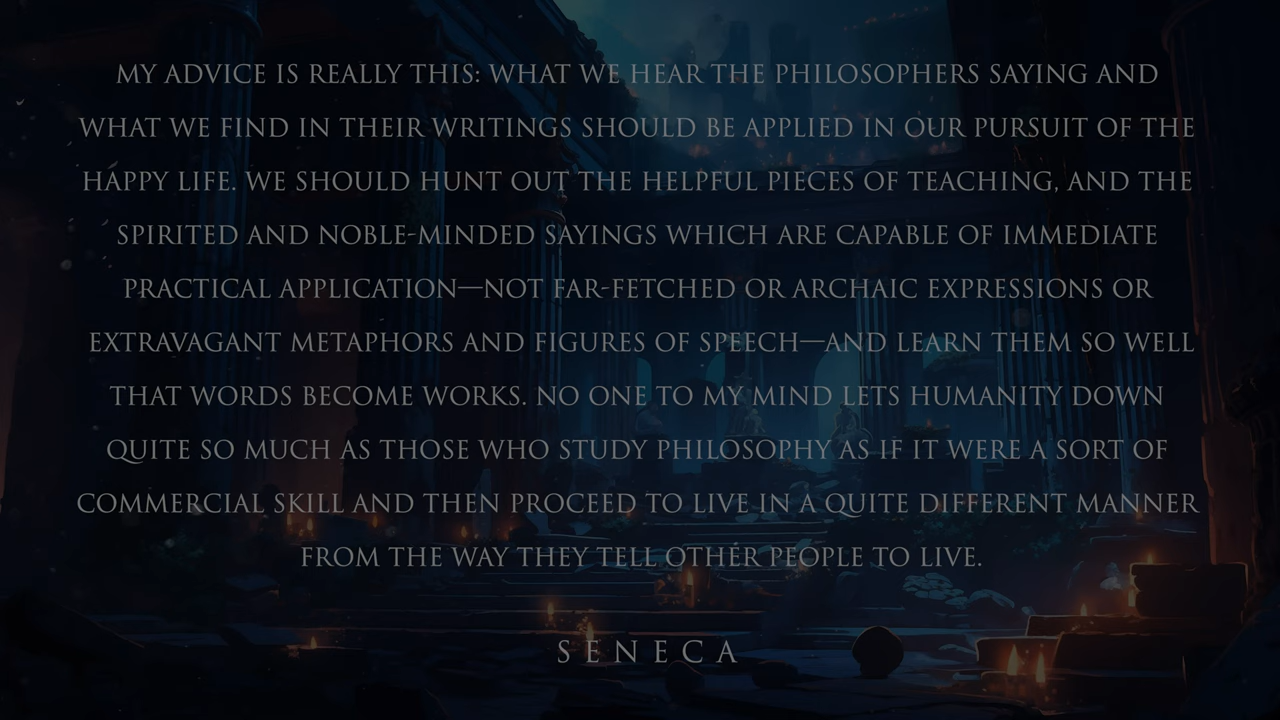 MY ADVICE IS REALLY THIS: WHAT WE HEAR THE PHILOSOPHERS SAYING AND
WHAT WE FIND IN THEIR WRITINGS SHOULD BE APPLIED IN OUR PURSUIT OF THE
HAPPY LIFE. WE SHOULD HUNT OUT THE HELPFUL PIECES OF TEACHING, AND THE
SPIRITED AND NOBLE-MINDED SAYINGS WHICH ARE CAPABLE OF IMMEDIATE
PRACTICAL APPLICATION—NOT FAR-FETCHED OR ARCHAIC EXPRESSIONS OR
EXTRAVAGANT METAPHORS AND FIGURES OF SPEECH—AND LEARN THEM SO WELL
THAT WORDS BECOME WORKS. NO ONE TO MY MIND LETS HUMANITY DOWN
QUITE SO MUCH AS THOSE WHO STUDY PHILOSOPHY AS IF IT WERE A SORT OF
COMMERCIAL SKILL AND THEN PROCEED TO LIVE IN A QUITE DIFFERENT MANNER
FROM THE WAY THEY TELL OTHER PEOPLE TO LIVE.
SENECA